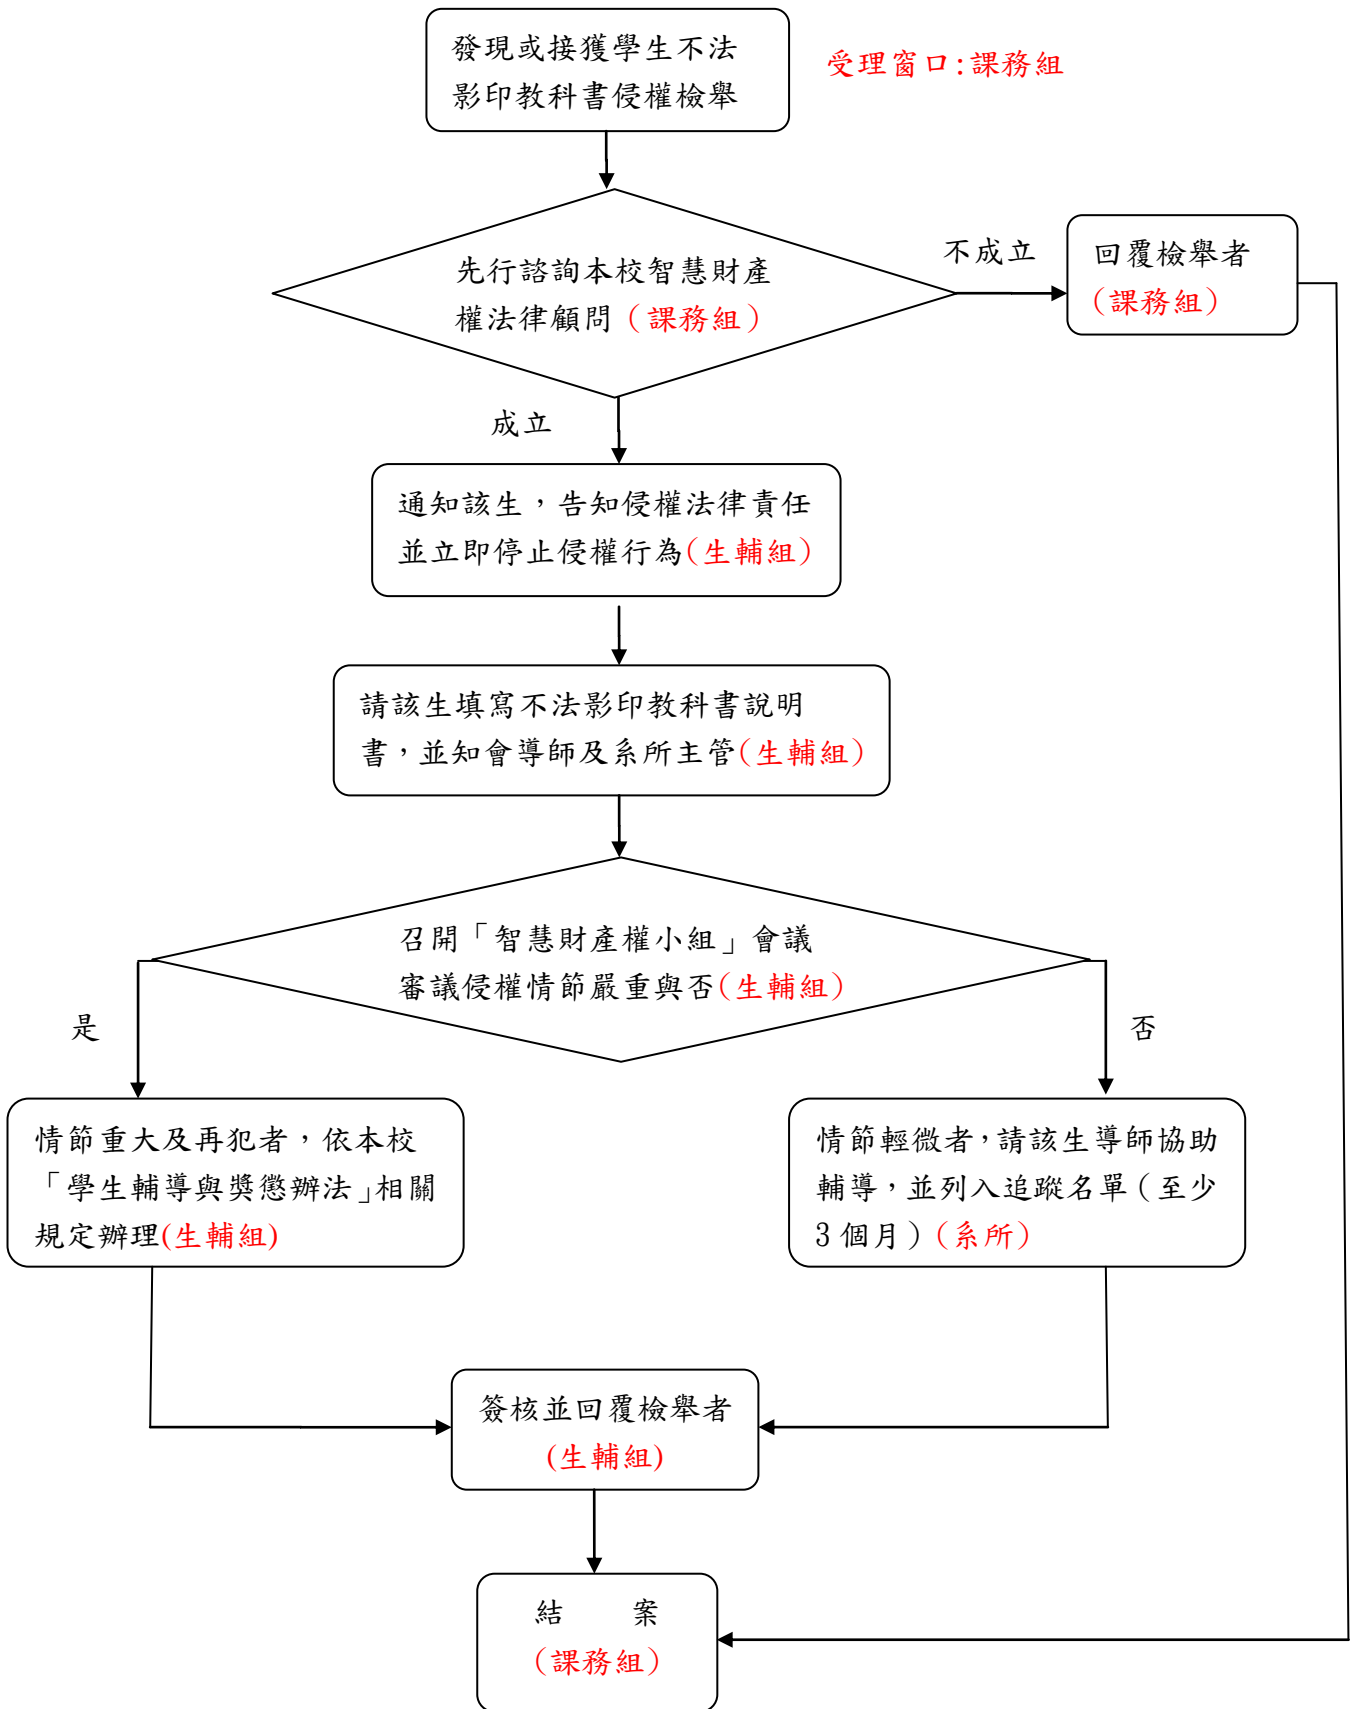 發現或接獲學生不法
影印教科書侵權檢舉
受理窗口:課務組
先行諮詢本校智慧財產
權法律顧問（課務組）
不成立
回覆檢舉者
（課務組）
成立
通知該生，告知侵權法律責任
並立即停止侵權行為(生輔組)
請該生填寫不法影印教科書說明
書，並知會導師及系所主管(生輔組)
召開「智慧財產權小組」會議
審議侵權情節嚴重與否(生輔組)
是
否
情節重大及再犯者，依本校
「學生輔導與獎懲辦法」相關
規定辦理(生輔組)
情節輕微者，請該生導師協助
輔導，並列入追蹤名單（至少
3 個月）（系所）
簽核並回覆檢舉者
(生輔組)
結　　案
（課務組）